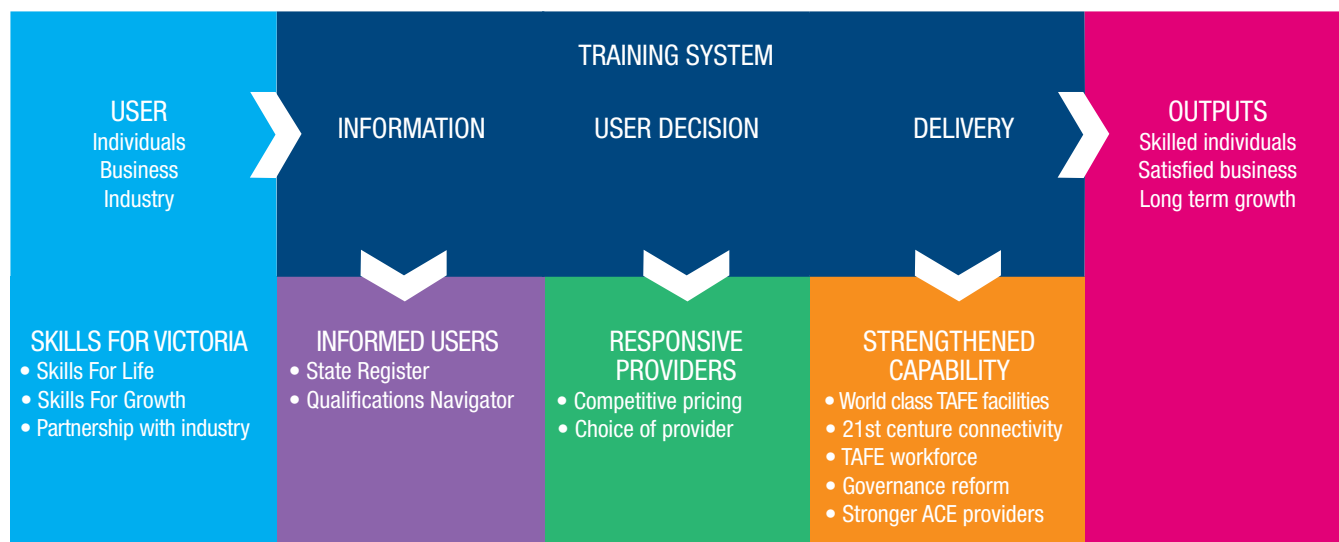 TRAINING SYSTEM
USER
Individuals
Business
Industry
INFORMATION
USER DECISION
DELIVERY
OUTPUTS
Skilled individuals
Satisfied business
Long term growth
SKILLS FOR VICTORIA
• Skills For Life
• Skills For Growth
• Partnership with industry
INFORMED USERS
• State Register
• Qualifications Navigator
RESPONSIVE
PROVIDERS
• Competitive pricing
• Choice of provider
STRENGTHENED
CAPABILITY
• World class TAFE facilities
• 21st centure connectivity
• TAFE workforce
• Governance reform
• Stronger ACE providers